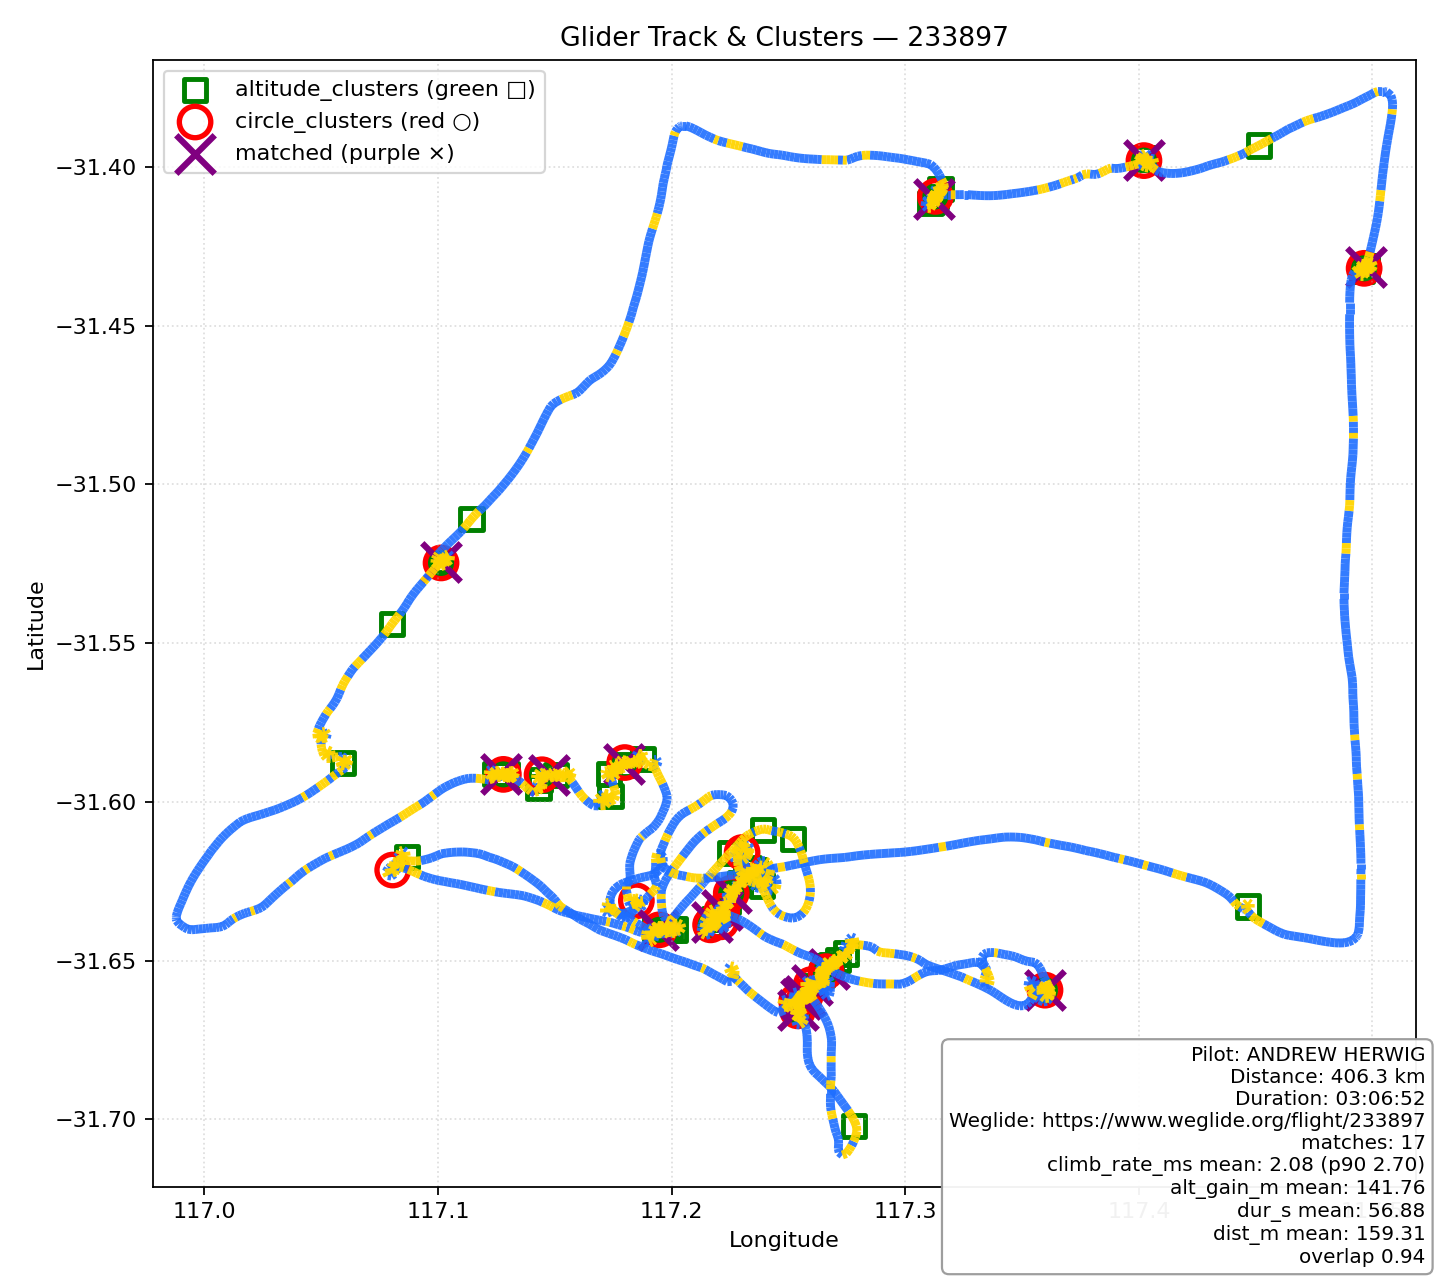 Glider Track & Clusters — 233897
altitude_clusters (green □)
circle_clusters (red ○)
matched (purple ×)
−31.40
−31.45
−31.50
−31.55
−31.60
−31.65
−31.70
Latitude
117.0
117.1
117.2
117.3
117.4
Longitude
Pilot: ANDREW HERWIG
Distance: 406.3 km
Duration: 03:06:52
Weglide: https://www.weglide.org/flight/233897
matches: 17
climb_rate_ms mean: 2.08 (p90 2.70)
alt_gain_m mean: 141.76
dur_s mean: 56.88
dist_m mean: 159.31
overlap 0.94